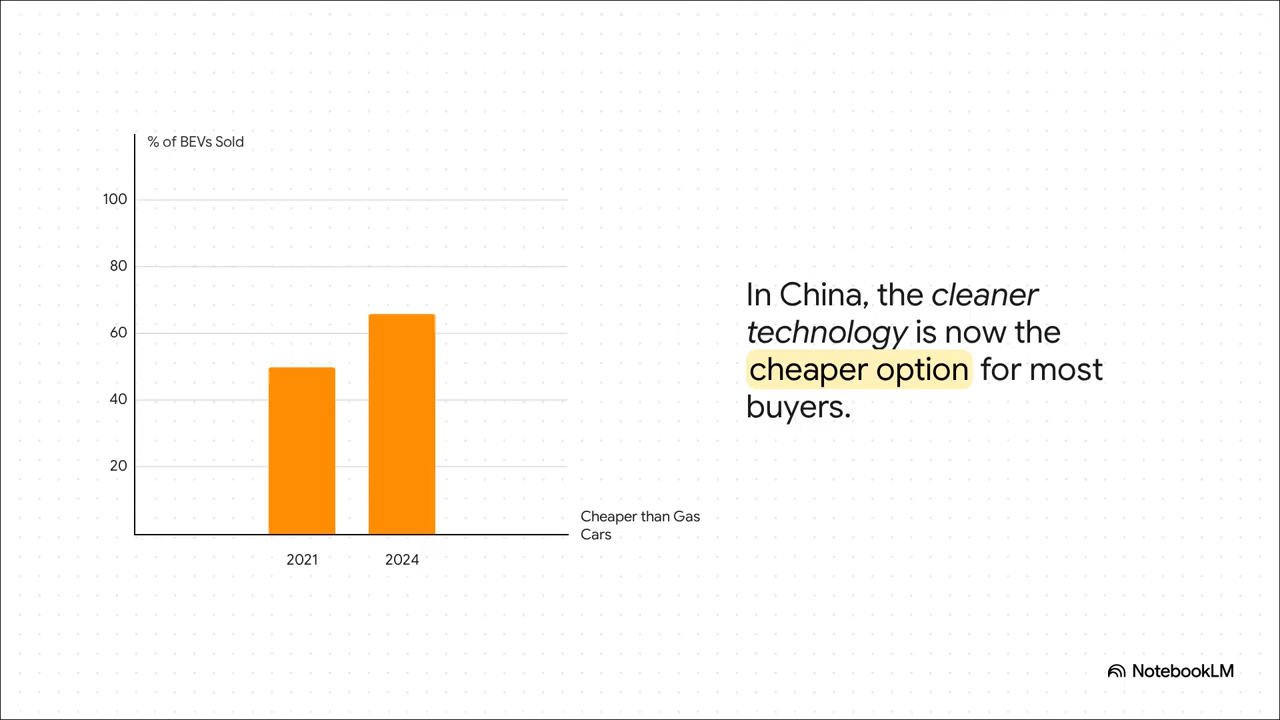 % of BEVs Sold
100
80
60
40
20
2021
2024
Cheaper than Gas
Cars
In China, the cleaner
technology is now the
cheaper option for most
buyers.
NotebookLM